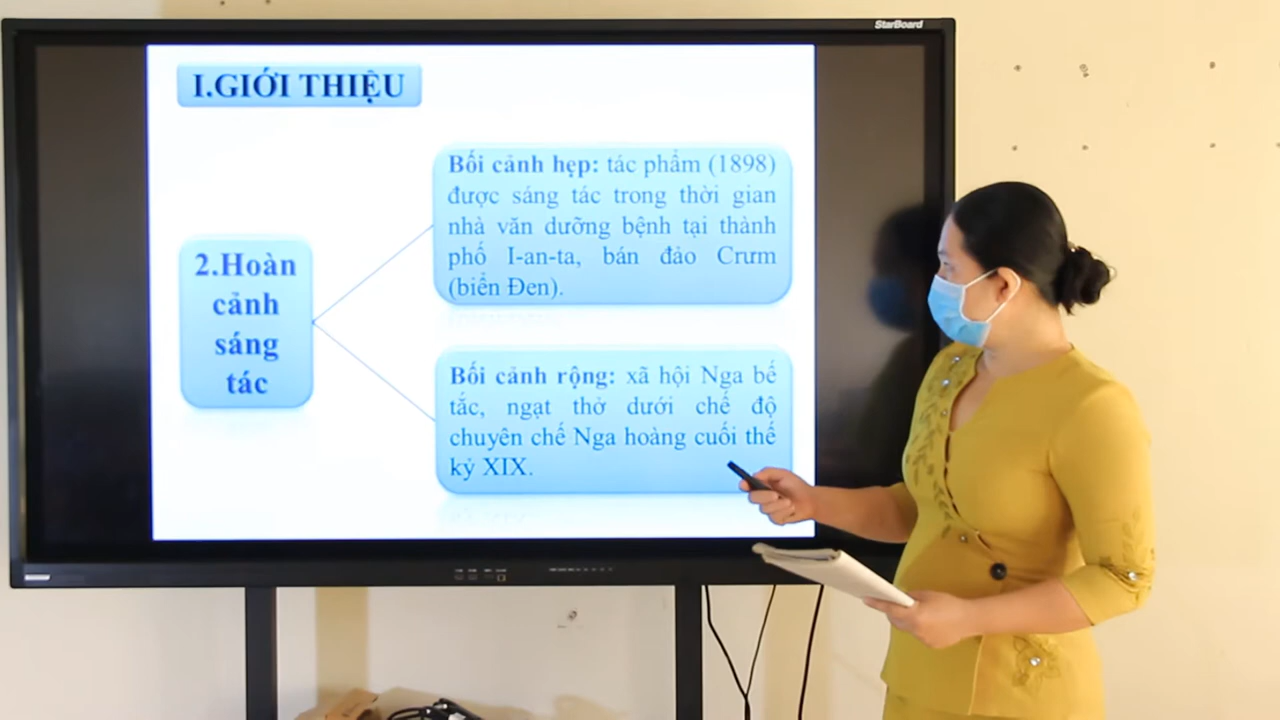 StarBoard
I.GIỚI THIỆU
2.Hoàn
cảnh
sáng
tác
Bối cảnh hẹp: tác phẩm (1898)
được sáng tác trong thời gian
nhà văn dưỡng bệnh tại thành
phố I-an-ta, bán đảo Crưm
(biển Đen).
Bối cảnh rộng: xã hội Nga bế
tắc, ngạt thở dưới chế độ
chuyên chế Nga hoàng cuối thế
kỷ XIX.